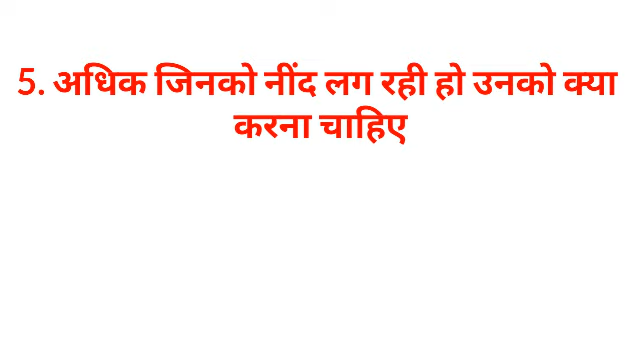 5. अधिक जिनको नींद लग रही हो उनको क्या
करना चाहिए